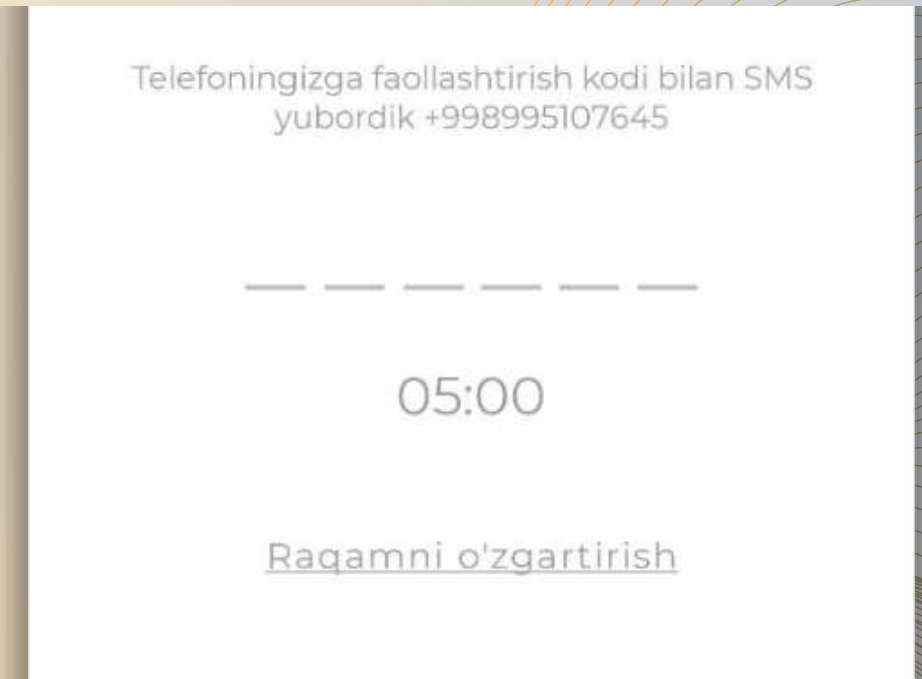 Telefoningizga faollashtirish kodi bilan SMS
yubordik +998995107645
05:00
Raqamni o'zgartirish